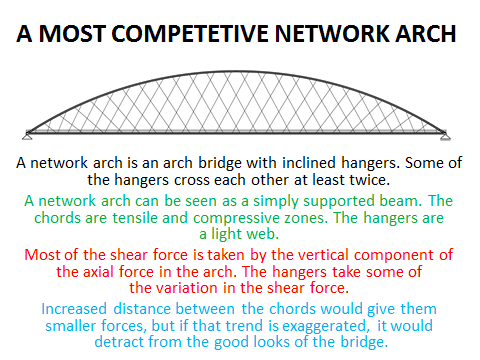 A MOST COMPETETIVE NETWORK ARCH
A network arch is an arch bridge with inclined hangers. Some of
the hangers cross each other at least twice.
A network arch can be seen as a simply supported beam. The
chords are tensile and compressive zones. The hangers are
a light web.
Most of the shear force is taken by the vertical component of
the axial force in the arch. The hangers take some of
the variation in the shear force.
Increased distance between the chords would give them
smaller forces, but if that trend is exaggerated, it would
detract from the good looks of the bridge.